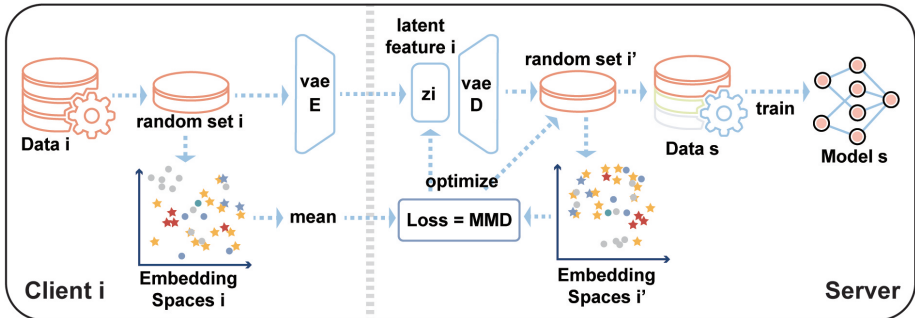 Data i
random set i
vae
E
latent
feature i
zi
vae
D
random set i’
Data s
train
Model s
optimize
mean
Loss = MMD
Embedding
Spaces i
Embedding
Spaces i’
Client i
Server